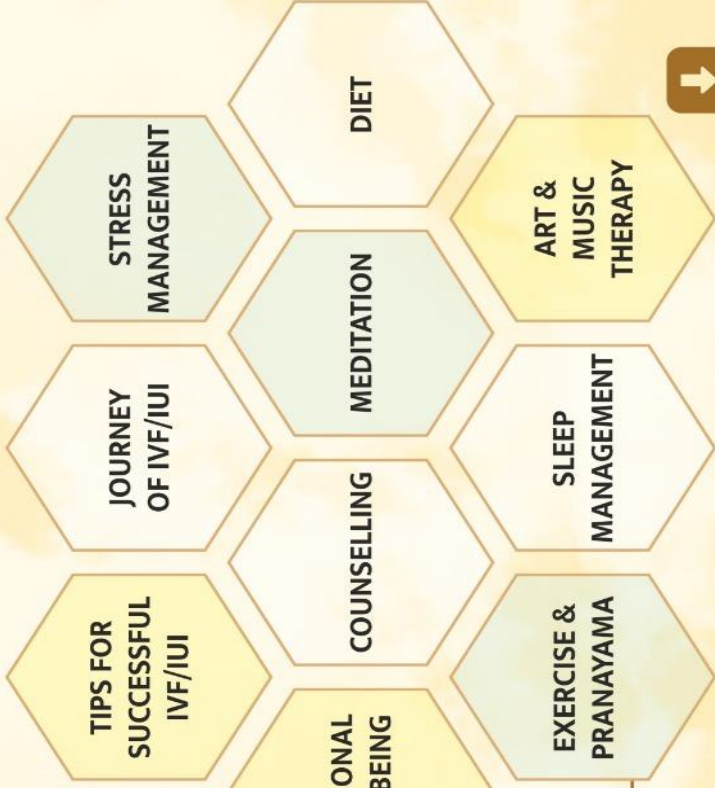 TIPS FOR
SUCCESSFUL
IVF/IUI
JOURNEY
OF IVF/IUI
STRESS
MANAGEMENT
ONAL
BEING
COUNSELLING
MEDITATION
DIET
EXERCISE &
PRANAYAMA
SLEEP
MANAGEMENT
ART &
MUSIC
THERAPY